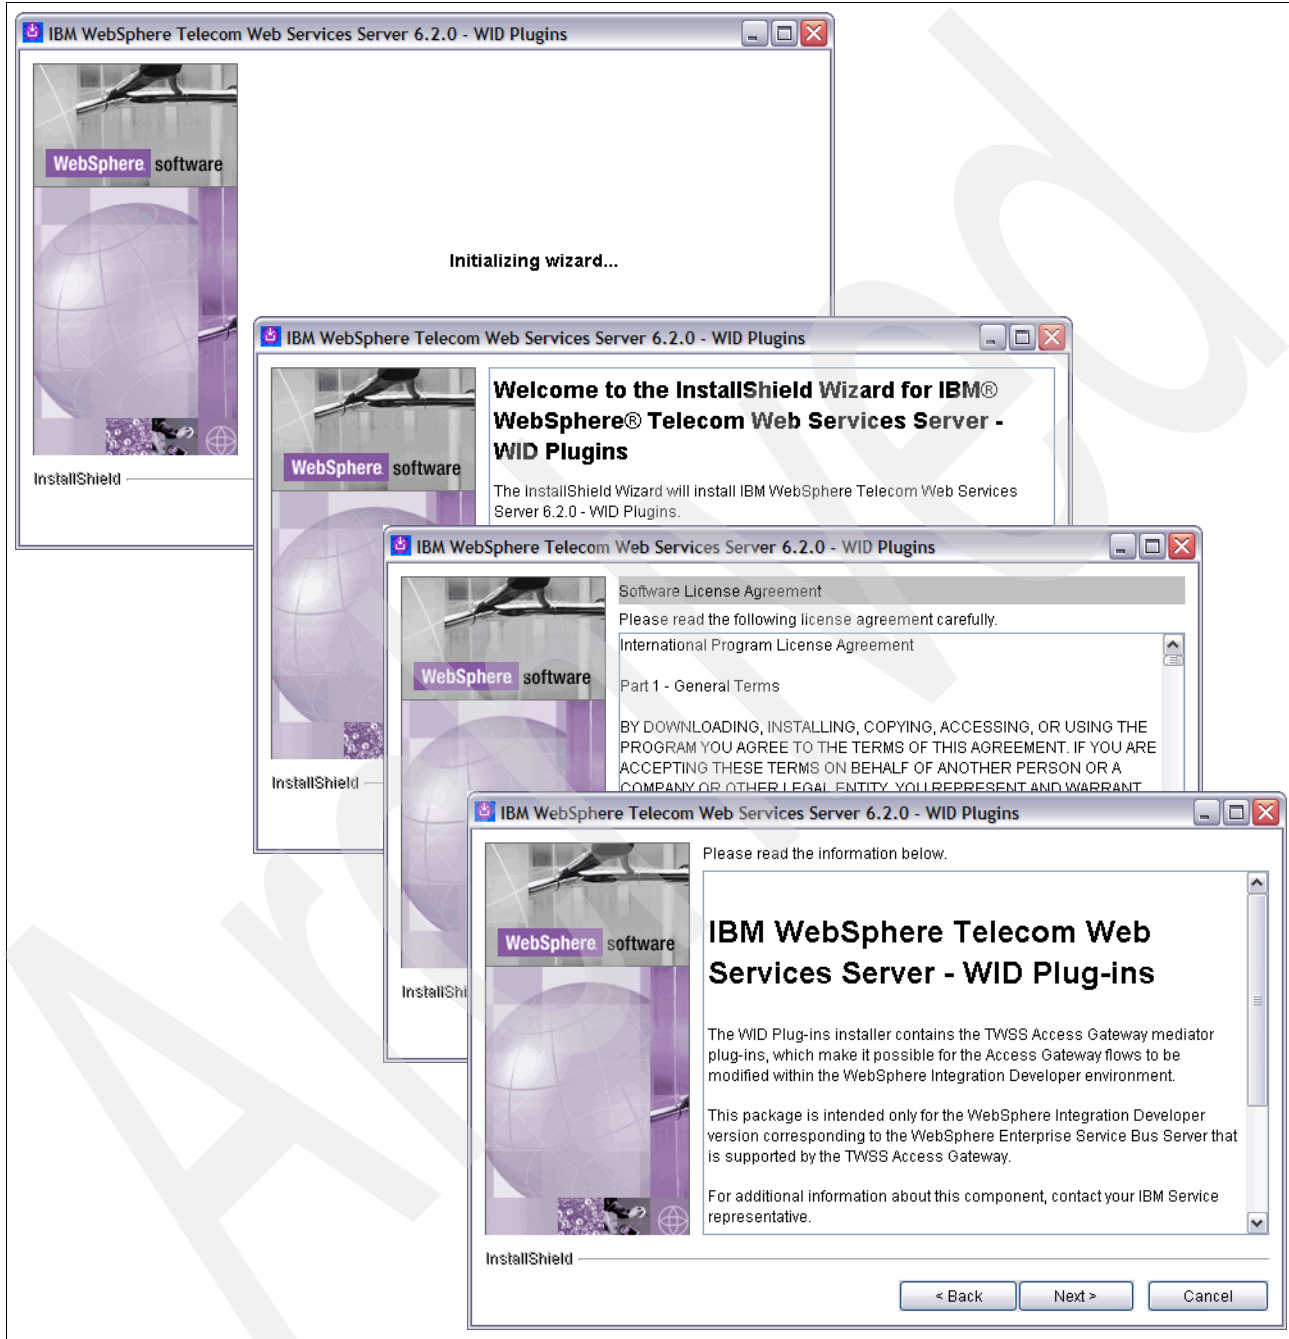 IBM WebSphere Telecom Web Services Server 6.2.0 - WID Plugins
WebSphere software
Initializing wizard...
InstallShield
IBM WebSphere Telecom Web Services Server 6.2.0 - WID Plugins
WebSphere software
Welcome to the InstallShield Wizard for IBM®
WebSphere® Telecom Web Services Server -
WID Plugins
The InstallShield Wizard will install IBM WebSphere Telecom Web Services
Server 6.2.0 - WID Plugins.
InstallShield
IBM WebSphere Telecom Web Services Server 6.2.0 - WID Plugins
WebSphere software
Software License Agreement
Please read the following license agreement carefully.
International Program License Agreement
Part 1 - General Terms
BY DOWNLOADING, INSTALLING, COPYING, ACCESSING, OR USING THE
PROGRAM YOU AGREE TO THE TERMS OF THIS AGREEMENT. IF YOU ARE
ACCEPTING THESE TERMS ON BEHALF OF ANOTHER PERSON OR A
COMPANY OR OTHER LEGAL ENTITY, YOU REPRESENT AND WARRANT
InstallShi
IBM WebSphere Telecom Web Services Server 6.2.0 - WID Plugins
WebSphere software
Please read the information below.
IBM WebSphere Telecom Web
Services Server - WID Plug-ins
The WID Plug-ins installer contains the TWSS Access Gateway mediator
plug-ins, which make it possible for the Access Gateway flows to be
modified within the WebSphere Integration Developer environment.
This package is intended only for the WebSphere Integration Developer
version corresponding to the WebSphere Enterprise Service Bus Server that
is supported by the TWSS Access Gateway.
For additional information about this component, contact your IBM Service
representative.
InstallShield
< Back
Next >
Cancel
Archived